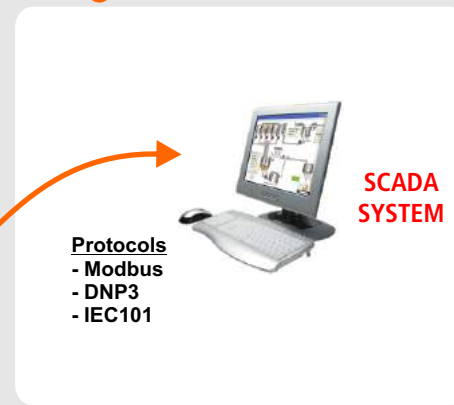 SCADA
SYSTEM
Protocols
- Modbus
- DNP3
- IEC101